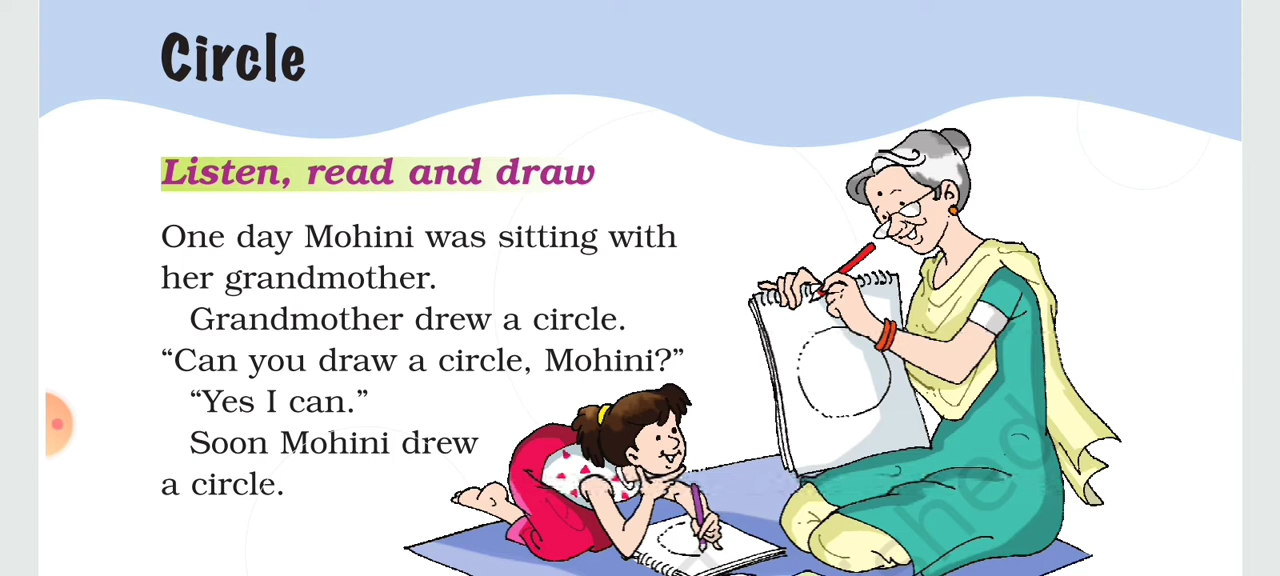 Circle
Listen, read and draw
One day Mohini was sitting with
her grandmother.
Grandmother drew a circle.
“Can you draw a circle, Mohini?”
“Yes I can.”
Soon Mohini drew
a circle.